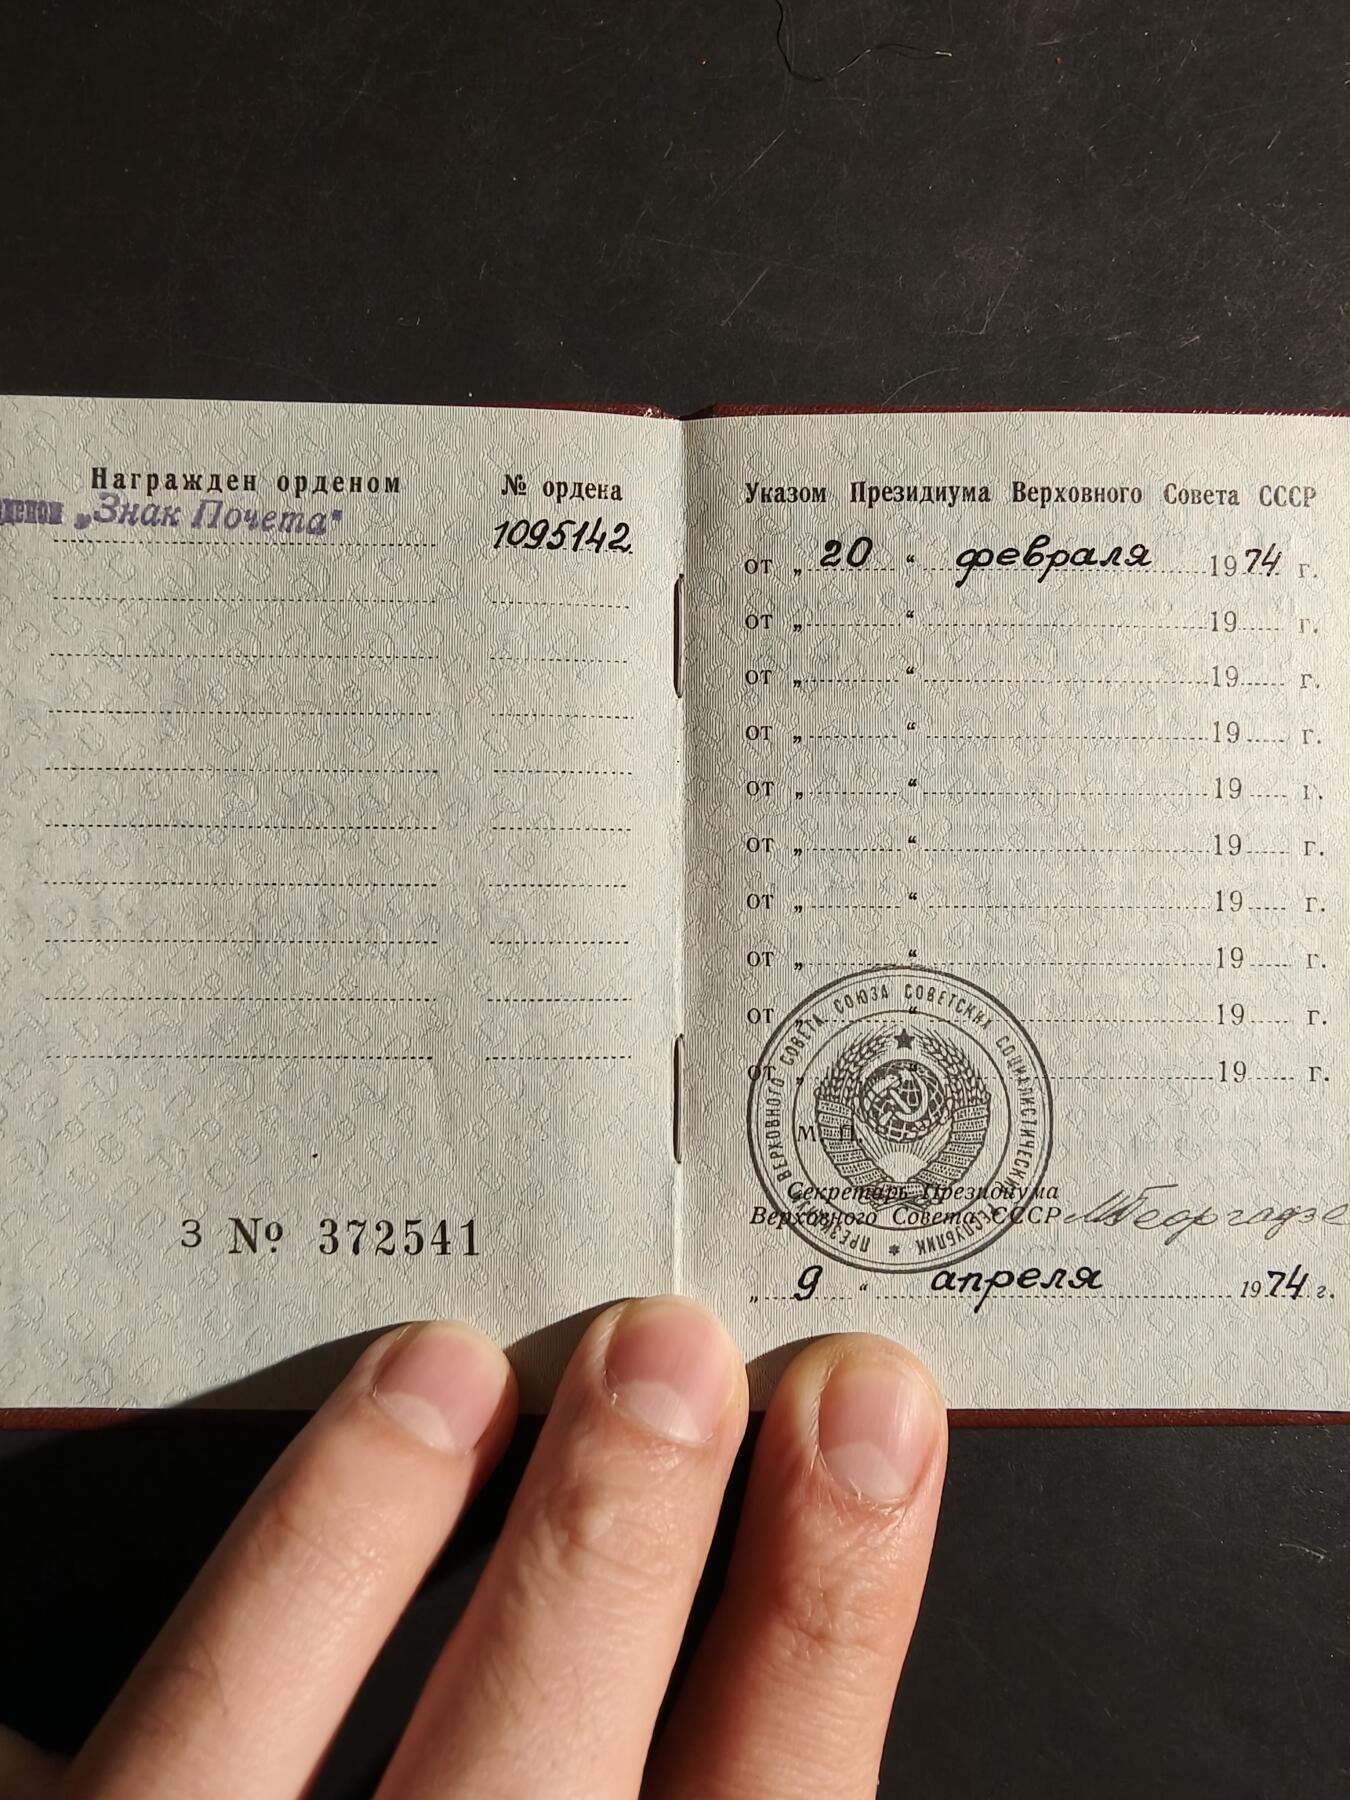 Награжден орденом
№ ордена
„Знак Почета“
1095142
З № 372541
Указом Президиума Верховного Совета СССР
от „ 20 “ февраля 1974 г.
от „ “ 19 г.
от „ “ 19 г.
от „ “ 19 г.
от „ “ 19 г.
от „ “ 19 г.
от „ “ 19 г.
от „ “ 19 г.
от „ “ 19 г.
от „ “ 19 г.
ПРЕЗИДИУМ ВЕРХОВНОГО СОВЕТА СОЮЗА СОВЕТСКИХ СОЦИАЛИСТИЧЕСКИХ РЕСПУБЛИК
М. П.
Секретарь Президиума
Верховного Совета СССР МГеоргадзе
„ 9 “ апреля 1974 г.